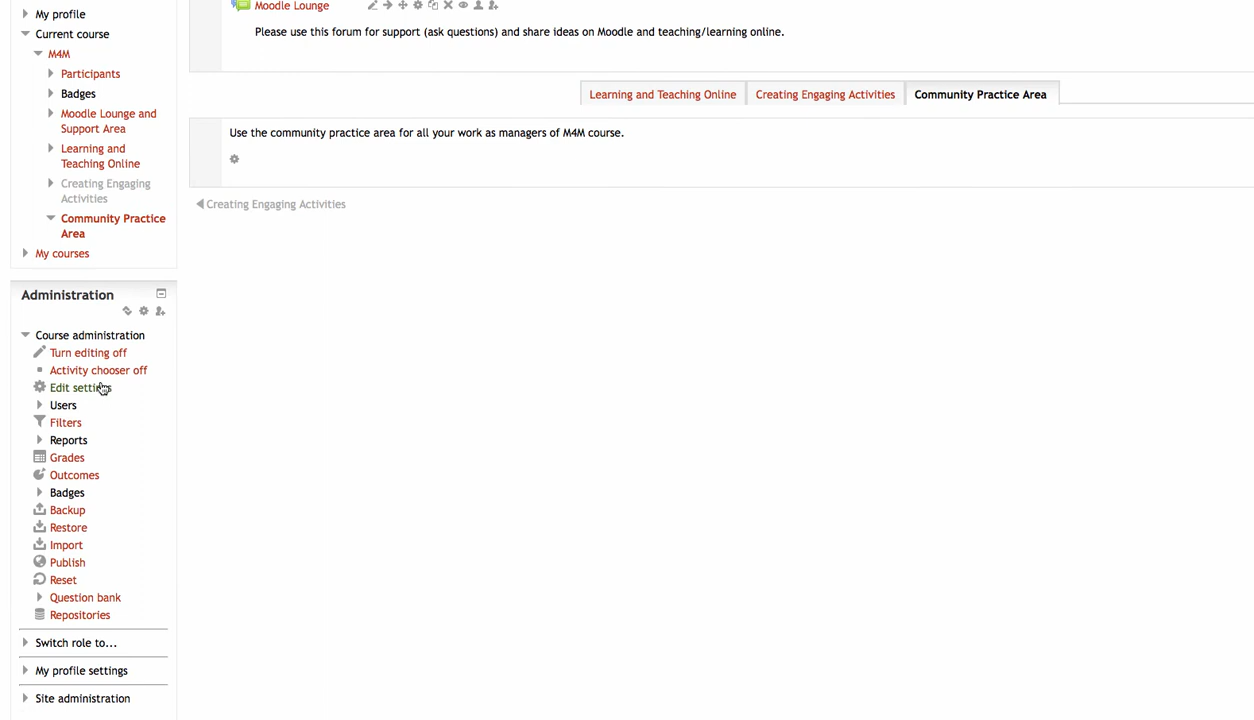 My profile
Current course
M4M
Participants
Badges
Moodle Lounge and
Support Area
Learning and
Teaching Online
Creating Engaging
Activities
Community Practice
Area
My courses
Administration
Course administration
Turn editing off
Activity chooser off
Edit settings
Users
Filters
Reports
Grades
Outcomes
Badges
Backup
Restore
Import
Publish
Reset
Question bank
Repositories
Switch role to...
My profile settings
Site administration
Moodle Lounge
Please use this forum for support (ask questions) and share ideas on Moodle and teaching/learning online.
Learning and Teaching Online
Creating Engaging Activities
Community Practice Area
Use the community practice area for all your work as managers of M4M course.
Creating Engaging Activities